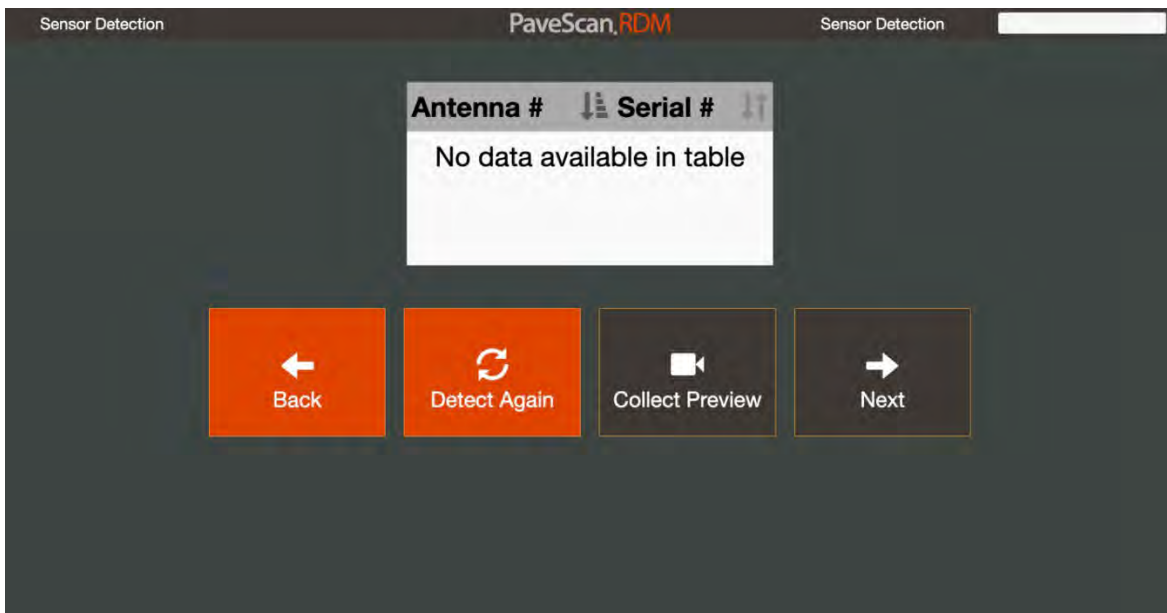 Sensor Detection
PaveScan.RDM
Sensor Detection
Antenna # Serial #
No data available in table
Back
Detect Again
Collect Preview
Next